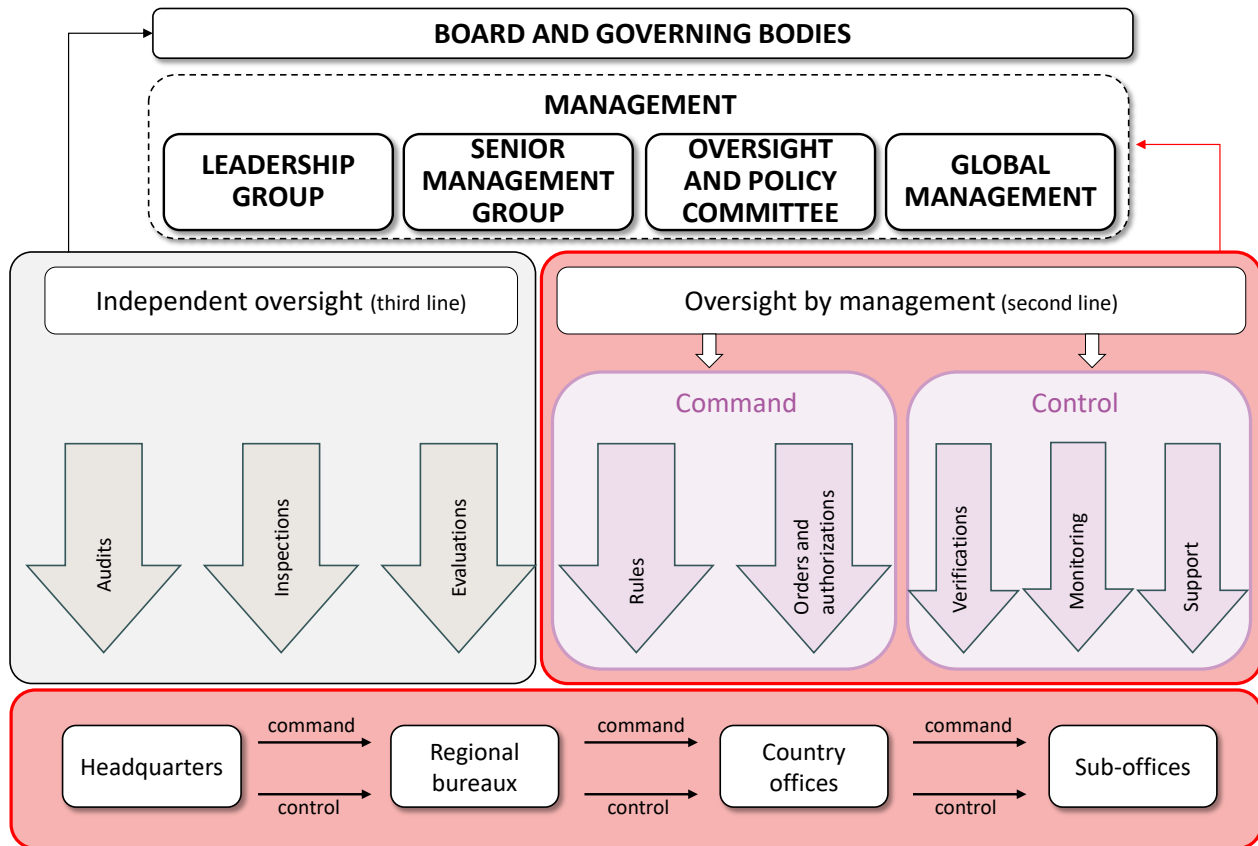 BOARD AND GOVERNING BODIES
MANAGEMENT
LEADERSHIP
GROUP
SENIOR
MANAGEMENT
GROUP
OVERSIGHT
AND POLICY
COMMITTEE
GLOBAL
MANAGEMENT
Independent oversight (third line)
Oversight by management (second line)
Command
Control
Audits
Inspections
Evaluations
Rules
Orders and
authorizations
Verifications
Monitoring
Support
Headquarters
command
control
Regional
bureaux
command
control
Country
offices
command
control
Sub-offices